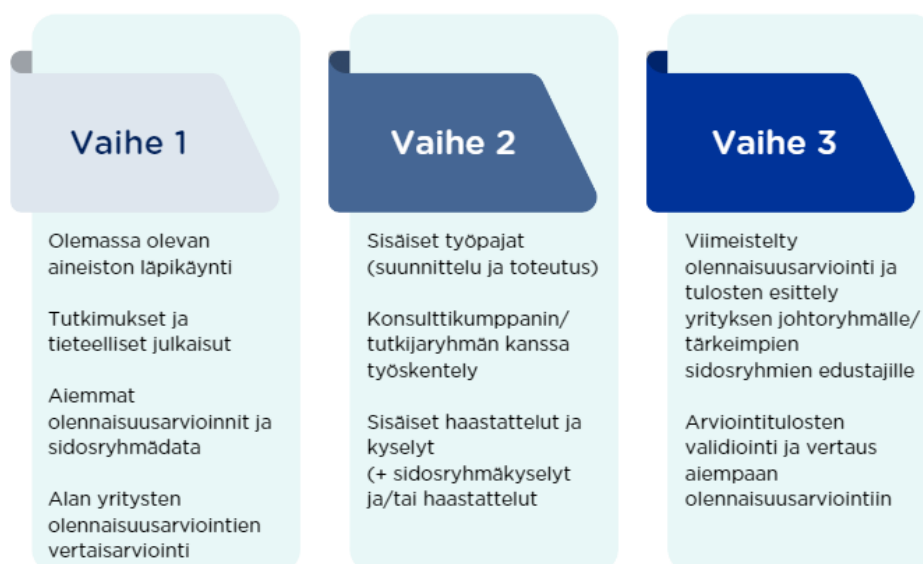 Vaihe 1
Olemassa olevan
aineiston läpikäynti
Tutkimukset ja
tieteelliset julkaisut
Aiemmat
olennaisuusarvioinnit ja
sidosryhmädata
Alan yritysten
olennaisuusarviointien
vertaisarviointi
Vaihe 2
Sisäiset työpajat
(suunnittelu ja toteutus)
Konsulttikumppanin/
tutkijaryhmän kanssa
työskentely
Sisäiset haastattelut ja
kyselyt
(+ sidosryhmäkyselyt
ja/tai haastattelut
Vaihe 3
Viimeistelty
olennaisuusarviointi ja
tulosten esittely
yrityksen johtoryhmälle/
tärkeimpien
sidosryhmien edustajille
Arviointitulosten
validiointi ja vertaus
aiempaan
olennaisuusarviointiin